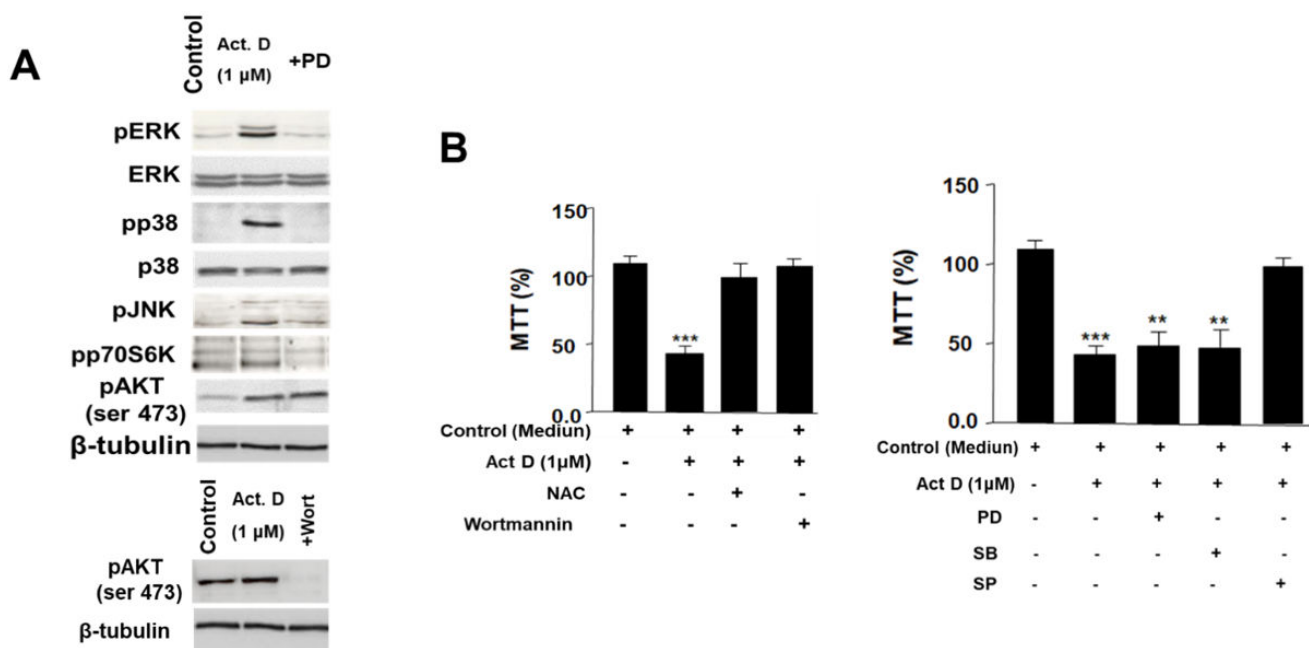 A
Control
Act. D
(1 µM)
+PD
pERK
ERK
pp38
p38
pJNK
pp70S6K
pAKT
(ser 473)
β-tubulin
Control
Act. D
(1 µM)
+Wort
pAKT
(ser 473)
β-tubulin
B
MTT (%)
150
100
50
0.0
***
Control (Mediun) + + + +
Act D (1µM) - + + +
NAC - - + -
Wortmannin - - - +
MTT (%)
150
100
50
0.0
*** ** **
Control (Mediun) + + + + +
Act D (1µM) - + + + +
PD - - + - -
SB - - - + -
SP - - - - +